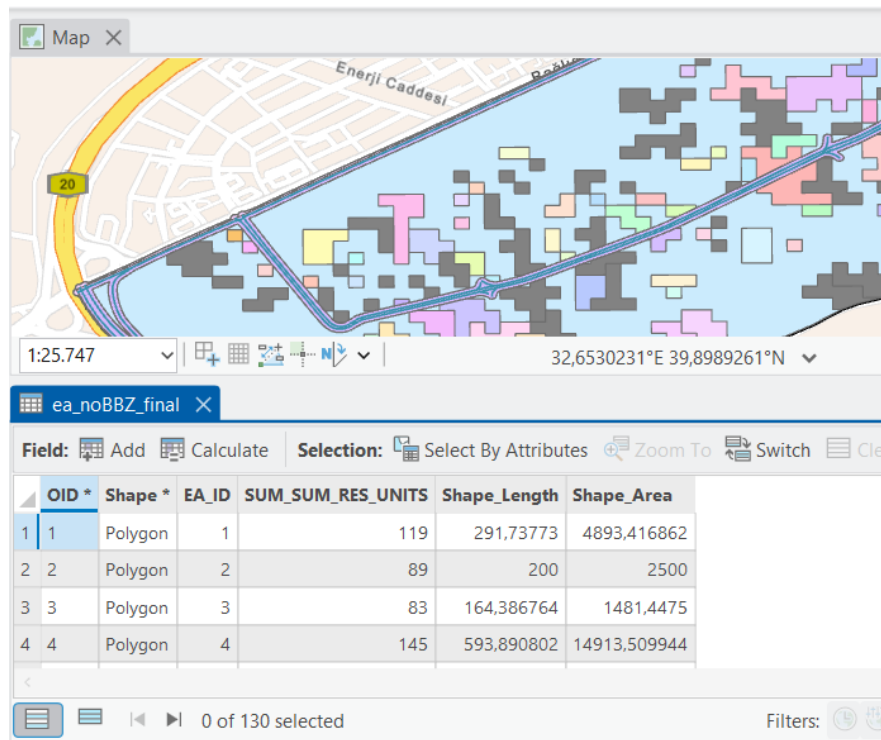 Map
Enerji Caddesi
20
1:25.747
N
32,6530231°E 39,8989261°N
ea_noBBZ_final
Field: Add Calculate Selection: Select By Attributes Zoom To Switch Cle
OID * Shape * EA_ID SUM_SUM_RES_UNITS Shape_Length Shape_Area
1 1 Polygon 1 119 291,73773 4893,416862
2 2 Polygon 2 89 200 2500
3 3 Polygon 3 83 164,386764 1481,4475
4 4 Polygon 4 145 593,890802 14913,509944
0 of 130 selected
Filters: